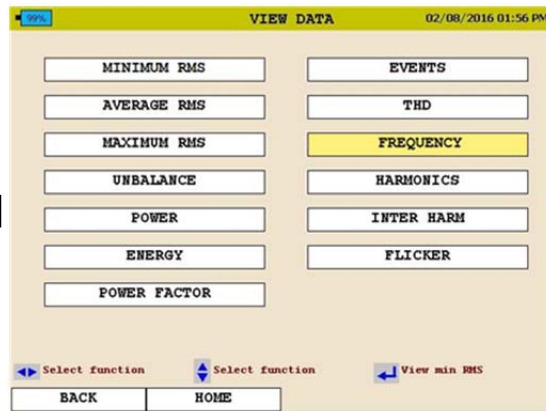 99% VIEW DATA 02/08/2016 01:56 PM
MINIMUM RMS EVENTS
AVERAGE RMS THD
MAXIMUM RMS FREQUENCY
UNBALANCE HARMONICS
POWER INTER HARM
ENERGY FLICKER
POWER FACTOR
Select function Select function View min RMS
BACK HOME